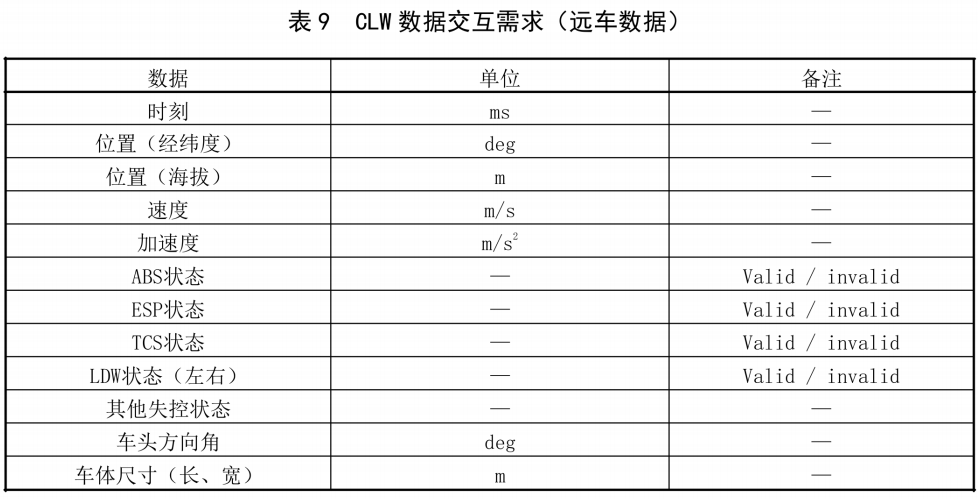 表 9 CLW 数据交互需求（远车数据）
数据 单位 备注
时刻 ms —
位置（经纬度） deg —
位置（海拔） m —
速度 m/s —
加速度 m/s² —
ABS状态 — Valid / invalid
ESP状态 — Valid / invalid
TCS状态 — Valid / invalid
LDW状态（左右） — Valid / invalid
其他失控状态 — —
车头方向角 deg —
车体尺寸（长、宽） m —